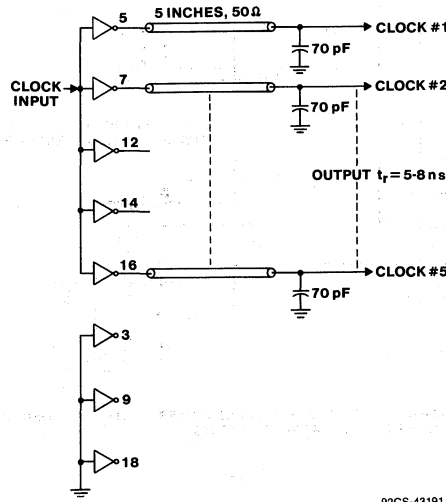 5
5 INCHES, 50Ω
CLOCK #1
70 pF
CLOCK INPUT
7
CLOCK #2
70 pF
12
OUTPUT tr = 5-8 ns
14
16
CLOCK #5
70 pF
3
9
18
92CS-43191